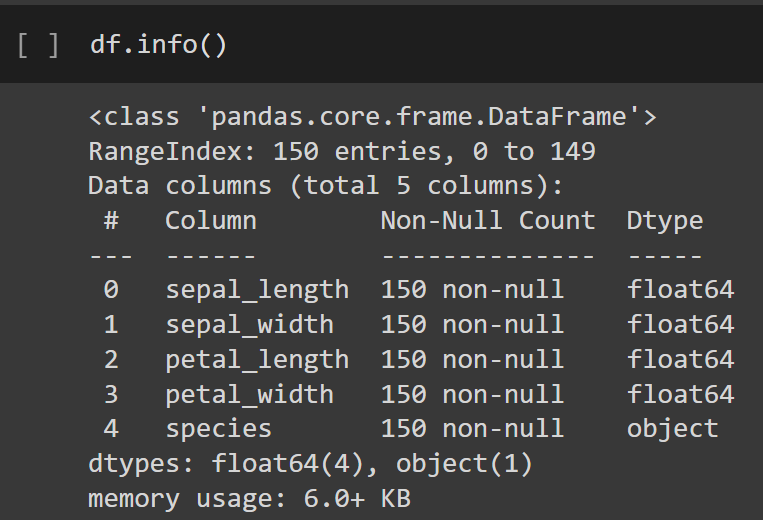 [ ] df.info()
<class 'pandas.core.frame.DataFrame'>
RangeIndex: 150 entries, 0 to 149
Data columns (total 5 columns):
 #   Column        Non-Null Count  Dtype
---  ------        --------------  -----
 0   sepal_length  150 non-null    float64
 1   sepal_width   150 non-null    float64
 2   petal_length  150 non-null    float64
 3   petal_width   150 non-null    float64
 4   species       150 non-null    object
dtypes: float64(4), object(1)
memory usage: 6.0+ KB